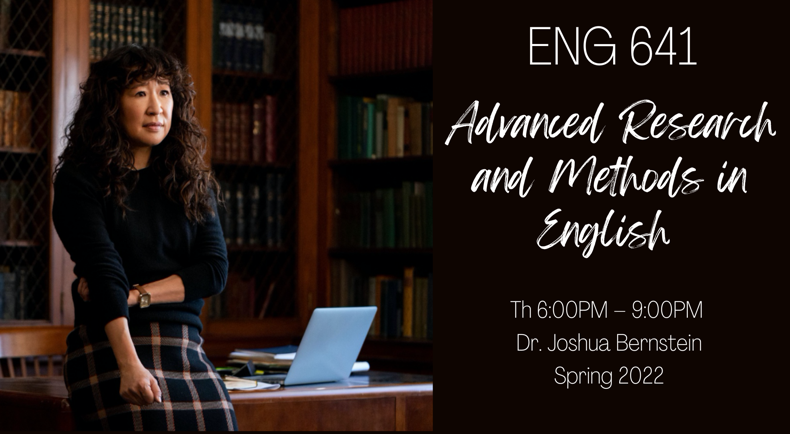 ENG 641
Advanced Research
and Methods in
English
Th 6:00PM – 9:00PM
Dr. Joshua Bernstein
Spring 2022